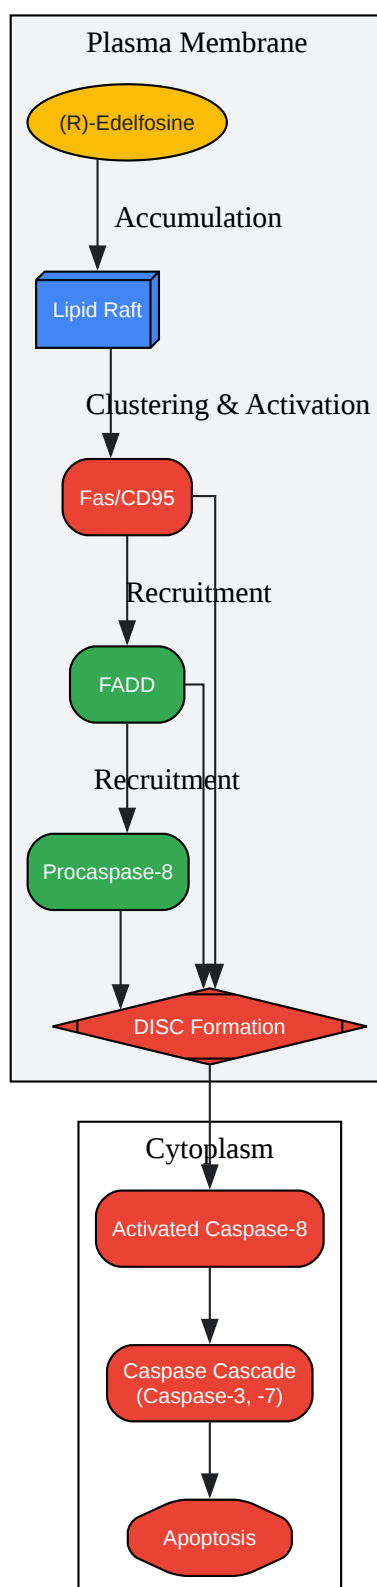 Plasma Membrane
(R)-Edelfosine
Accumulation
Lipid Raft
Clustering & Activation
Fas/CD95
Recruitment
FADD
Recruitment
Procaspase-8
DISC Formation
Cytoplasm
Activated Caspase-8
Caspase Cascade
(Caspase-3, -7)
Apoptosis